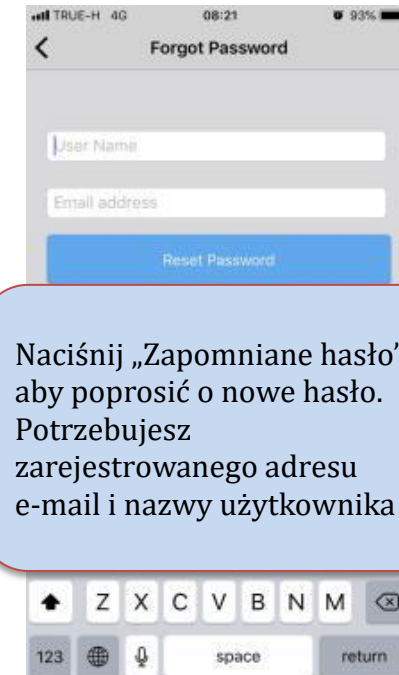 TRUE-H 4G 08:21 93%
Forgot Password
User Name
Email address
Reset Password
Naciśnij „Zapomniane hasło”
aby poprosić o nowe hasło.
Potrzebujesz
zarejestrowanego adresu
e-mail i nazwy użytkownika
Z X C V B N M
123 space return